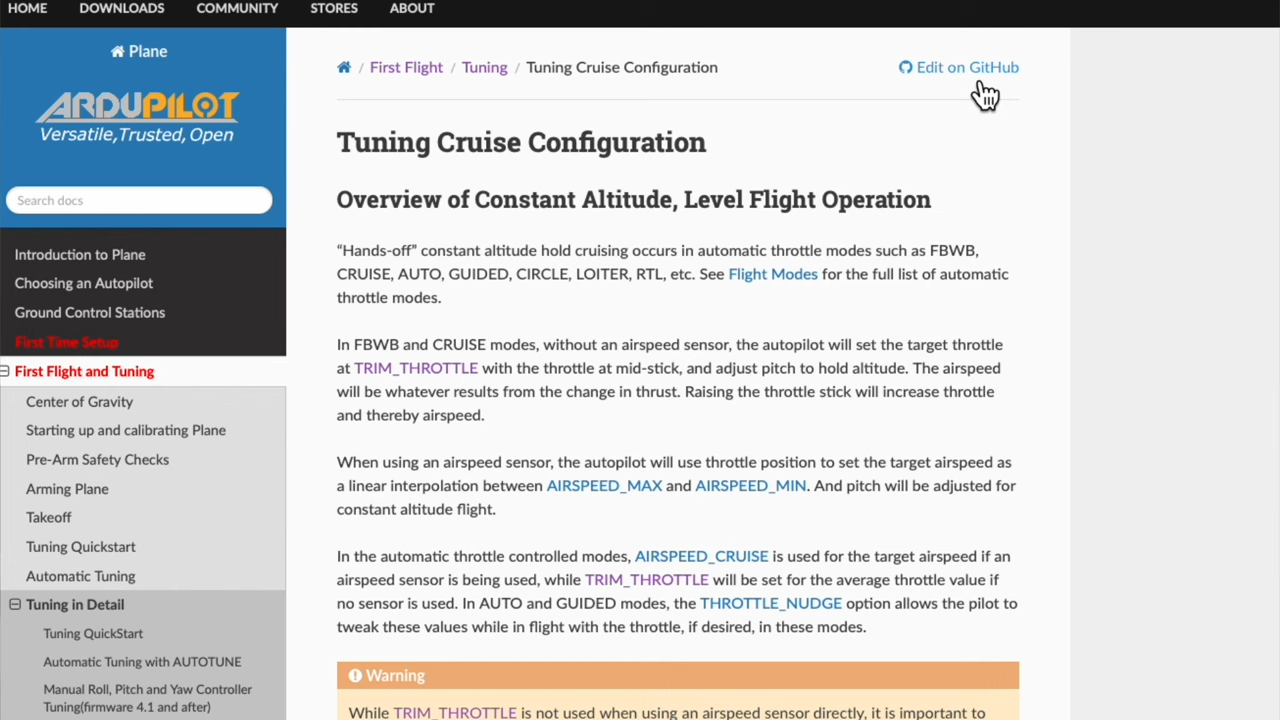 HOME DOWNLOADS COMMUNITY STORES ABOUT
Plane
ARDUPILOT
Versatile,Trusted, Open
Search docs
Introduction to Plane
Choosing an Autopilot
Ground Control Stations
First Time Setup
First Flight and Tuning
Center of Gravity
Starting up and calibrating Plane
Pre-Arm Safety Checks
Arming Plane
Takeoff
Tuning Quickstart
Automatic Tuning
Tuning in Detail
Tuning QuickStart
Automatic Tuning with AUTOTUNE
Manual Roll, Pitch and Yaw Controller
Tuning(firmware 4.1 and after)
/ First Flight / Tuning / Tuning Cruise Configuration
Edit on GitHub
Tuning Cruise Configuration
Overview of Constant Altitude, Level Flight Operation
“Hands-off” constant altitude hold cruising occurs in automatic throttle modes such as FBWB,
CRUISE, AUTO, GUIDED, CIRCLE, LOITER, RTL, etc. See Flight Modes for the full list of automatic
throttle modes.
In FBWB and CRUISE modes, without an airspeed sensor, the autopilot will set the target throttle
at TRIM_THROTTLE with the throttle at mid-stick, and adjust pitch to hold altitude. The airspeed
will be whatever results from the change in thrust. Raising the throttle stick will increase throttle
and thereby airspeed.
When using an airspeed sensor, the autopilot will use throttle position to set the target airspeed as
a linear interpolation between AIRSPEED_MAX and AIRSPEED_MIN. And pitch will be adjusted for
constant altitude flight.
In the automatic throttle controlled modes, AIRSPEED_CRUISE is used for the target airspeed if an
airspeed sensor is being used, while TRIM_THROTTLE will be set for the average throttle value if
no sensor is used. In AUTO and GUIDED modes, the THROTTLE_NUDGE option allows the pilot to
tweak these values while in flight with the throttle, if desired, in these modes.
Warning
While TRIM_THROTTLE is not used when using an airspeed sensor directly, it is important to